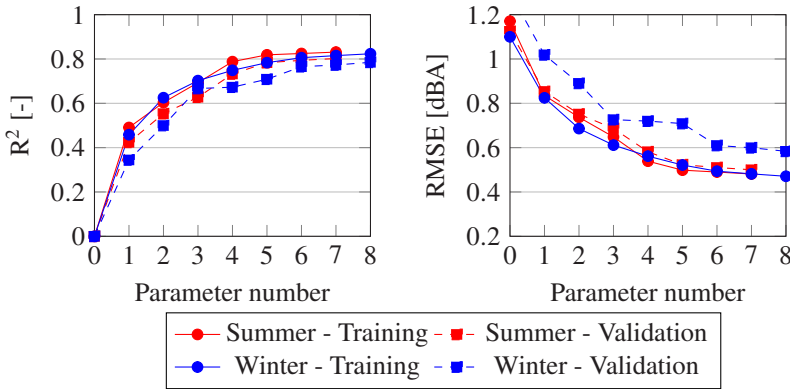 1
0.8
0.6
0.4
0.2
0
R² [-]
0 1 2 3 4 5 6 7 8
Parameter number
1.2
1
0.8
0.6
0.4
0.2
RMSE [dBA]
0 1 2 3 4 5 6 7 8
Parameter number
Summer - Training Summer - Validation
Winter - Training Winter - Validation